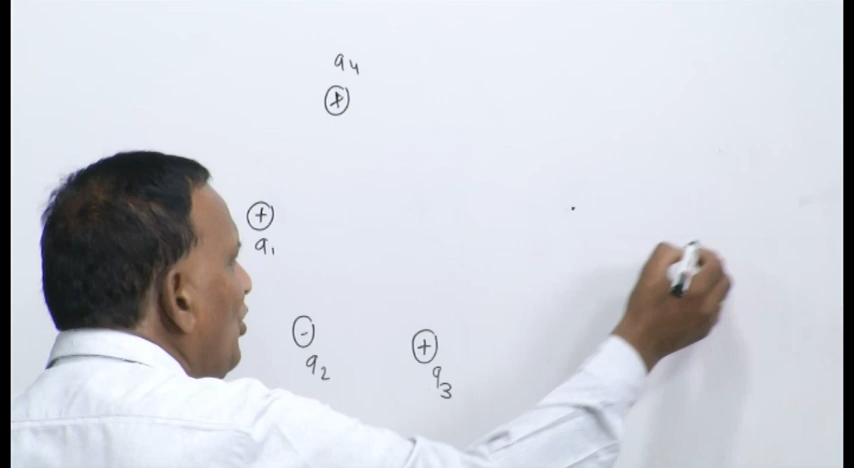 q4
+
+
q1
-
q2
+
q3